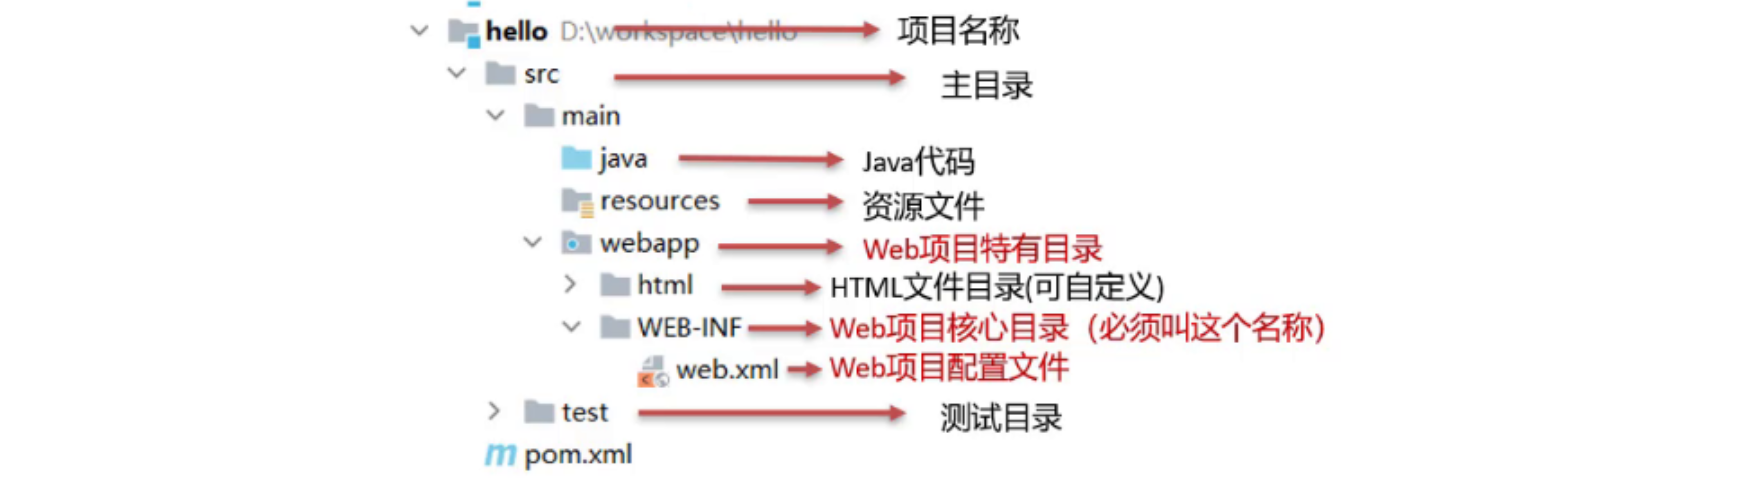 hello D:\workspace\hello 项目名称
src 主目录
main
java Java代码
resources 资源文件
webapp Web项目特有目录
html HTML文件目录(可自定义)
WEB-INF Web项目核心目录（必须叫这个名称）
web.xml Web项目配置文件
test 测试目录
pom.xml